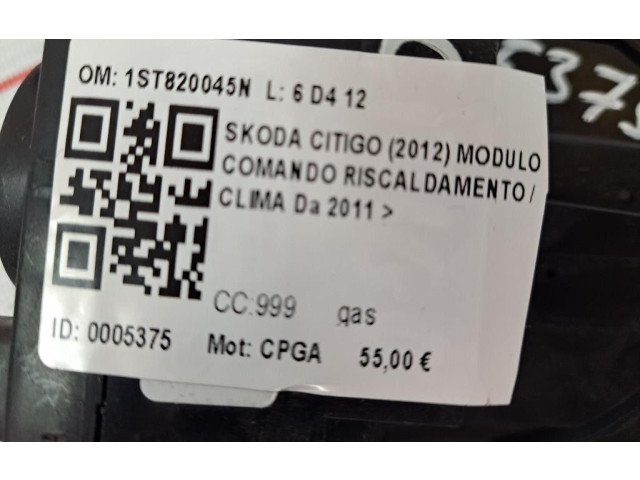 OM: 1ST820045N L: 6 D4 12
SKODA CITIGO (2012) MODULO
COMANDO RISCALDAMENTO /
CLIMA Da 2011 >
CC:999 gas
ID: 0005375 Mot: CPGA 55,00 €